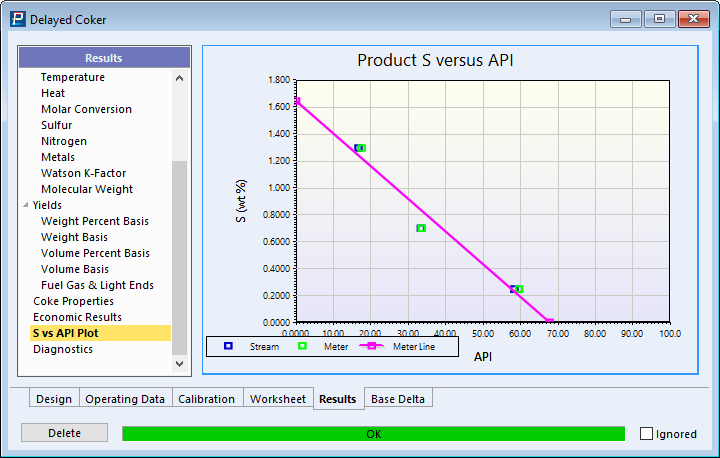 Delayed Coker
Results
Temperature
Heat
Molar Conversion
Sulfur
Nitrogen
Metals
Watson K-Factor
Molecular Weight
Yields
Weight Percent Basis
Weight Basis
Volume Percent Basis
Volume Basis
Fuel Gas & Light Ends
Coke Properties
Economic Results
S vs API Plot
Diagnostics
Product S versus API
1.800
1.600
1.400
1.200
1.000
0.8000
0.6000
0.4000
0.2000
0.0000
S (wt %)
0.0000 10.00 20.00 30.00 40.00 50.00 60.00 70.00 80.00 90.00 100.0
Stream Meter Meter Line
API
Design Operating Data Calibration Worksheet Results Base Delta
Delete OK Ignored